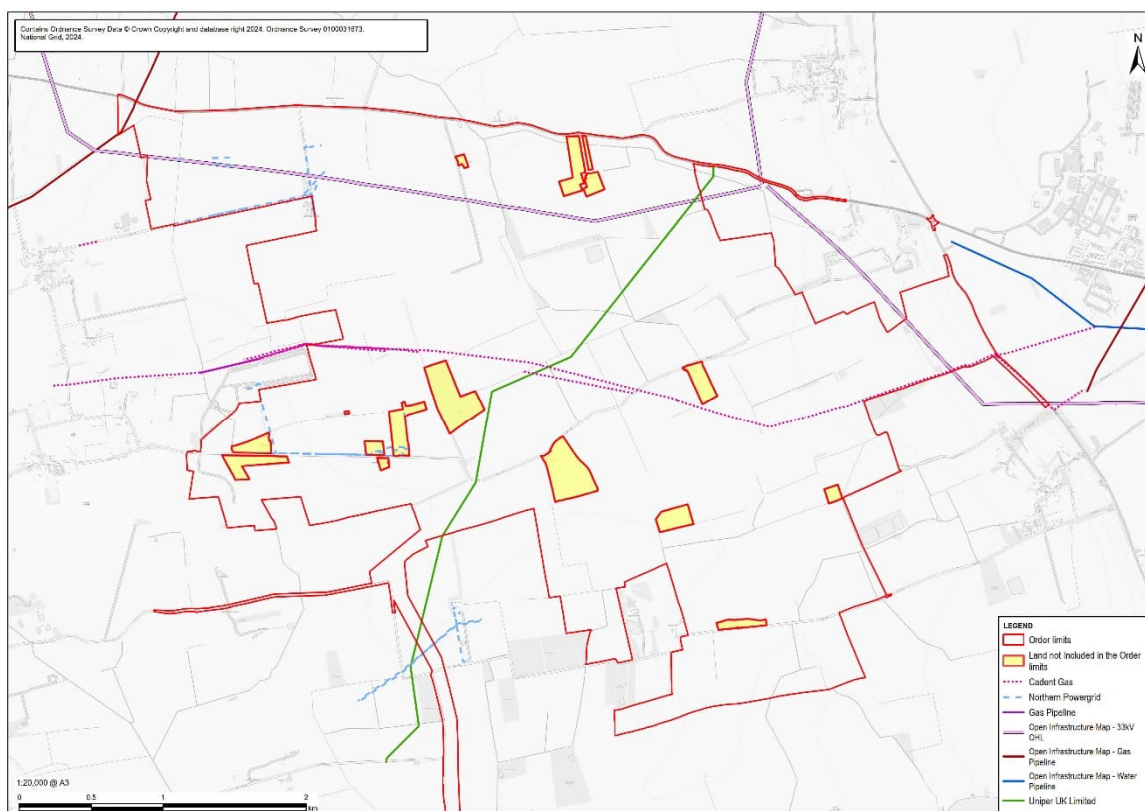 Contains Ordnance Survey Data © Crown Copyright and database right 2024. Ordnance Survey 0100031673.
National Grid, 2024.
N
LEGEND
Order limits
Land not Included in the Order
limits
Cadent Gas
Northern Powergrid
Gas Pipeline
Open Infrastructure Map - 33kV
OHL
Open Infrastructure Map - Gas
Pipeline
Open Infrastructure Map - Water
Pipeline
Uniper UK Limited
1:20,000 @ A3
0 0.5 1 2
km